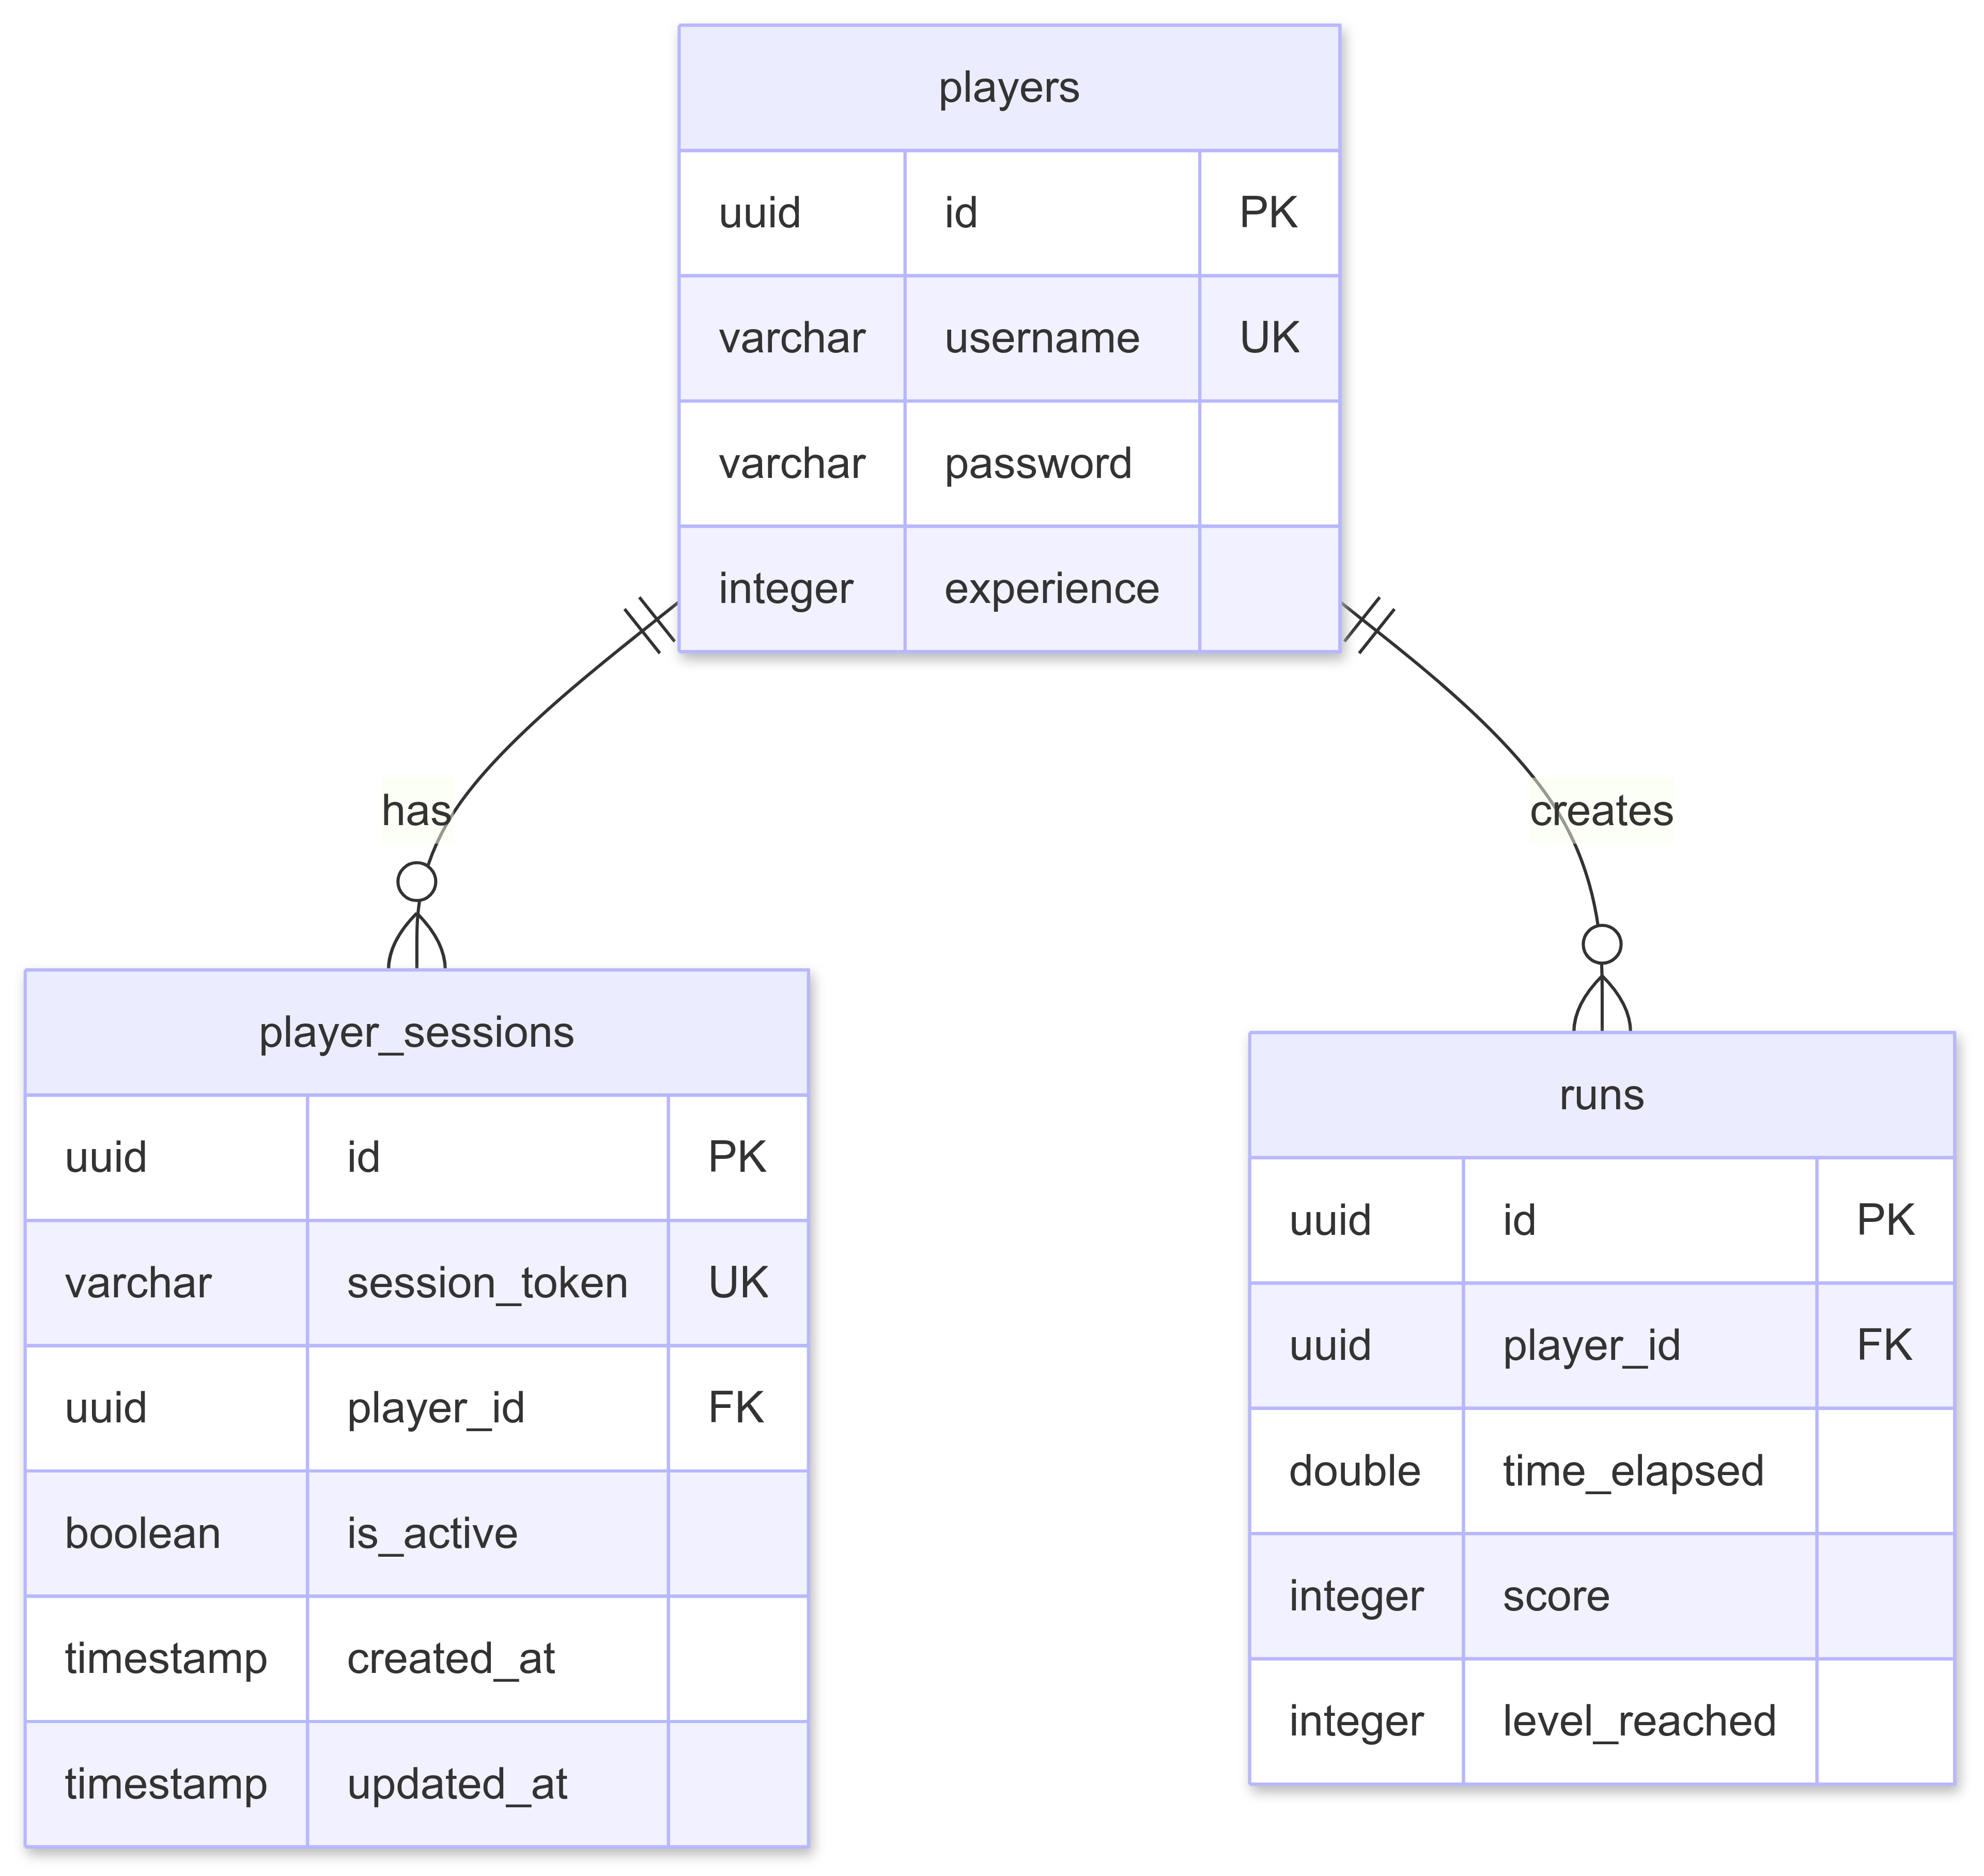 players
uuid id PK
varchar username UK
varchar password
integer experience
has
creates
player_sessions
uuid id PK
varchar session_token UK
uuid player_id FK
boolean is_active
timestamp created_at
timestamp updated_at
runs
uuid id PK
uuid player_id FK
double time_elapsed
integer score
integer level_reached